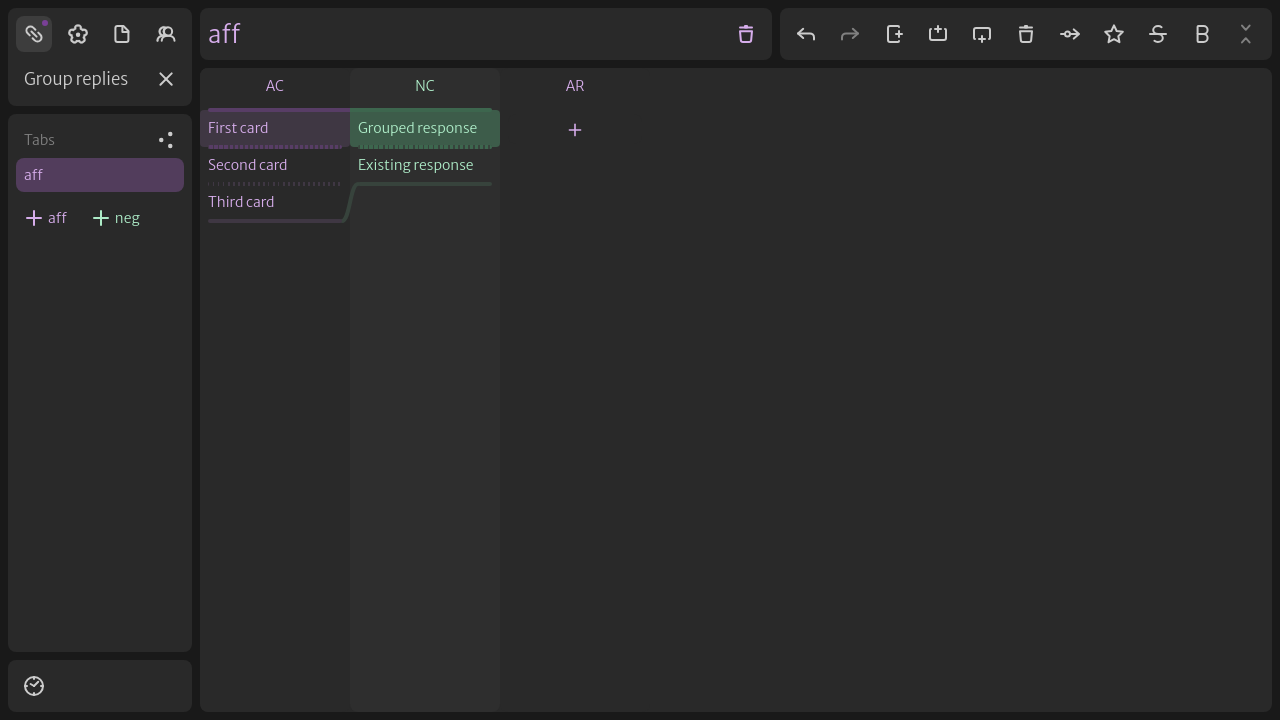 aff
Group replies
Tabs
aff
aff
neg
AC
NC
AR
First card
Grouped response
Second card
Existing response
Third card